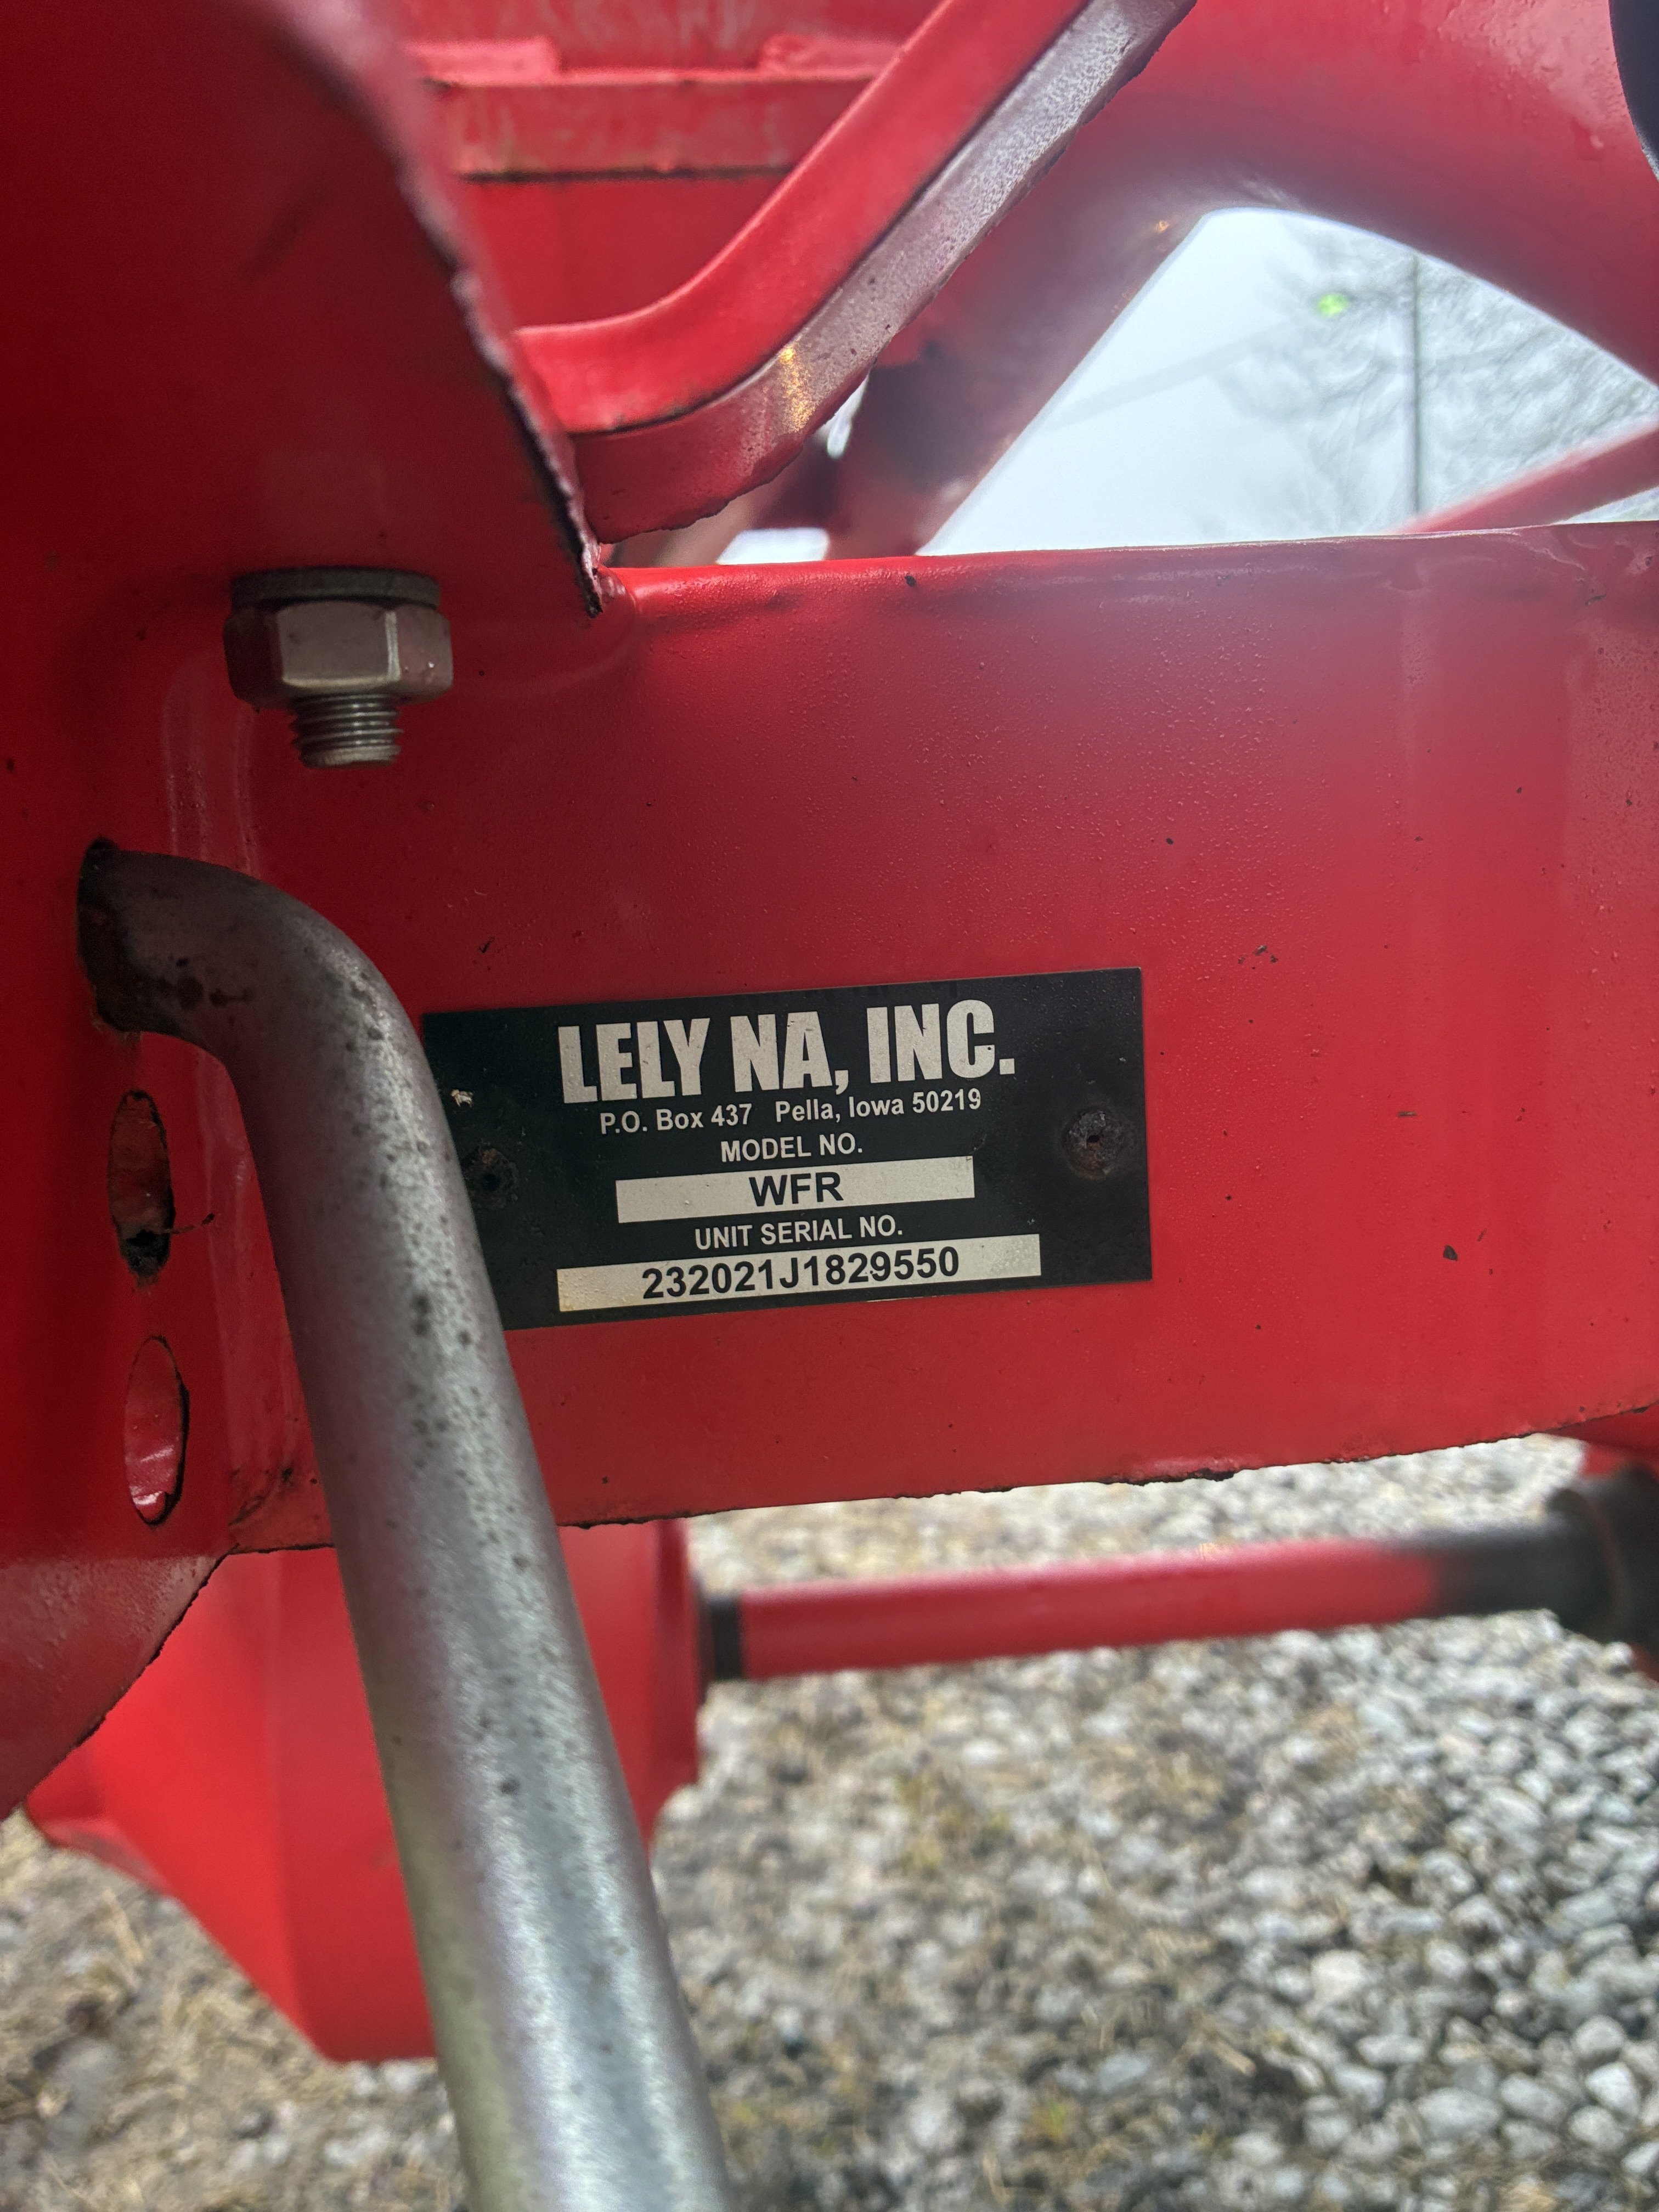 LELY NA, INC.
P.O. Box 437 Pella, Iowa 50219
MODEL NO.
WFR
UNIT SERIAL NO.
232021J1829550